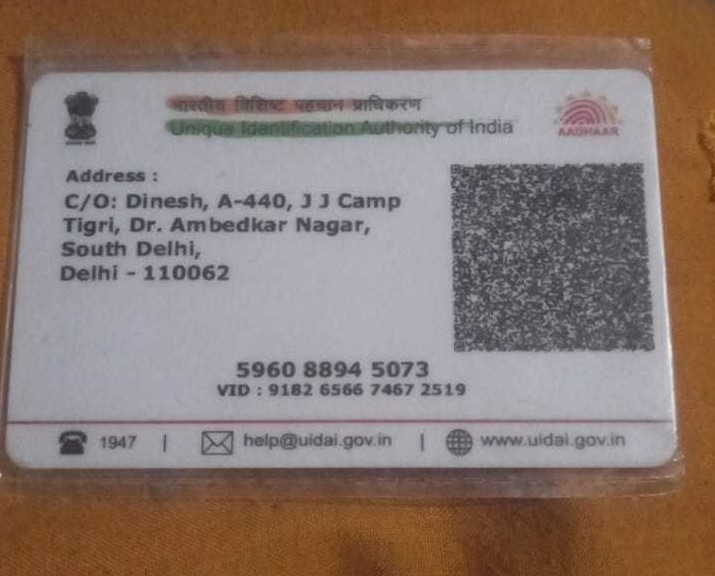 भारतीय विशिष्ट पहचान प्राधिकरण
Unique Identification Authority of India
AADHAAR
Address :
C/O: Dinesh, A-440, J J Camp
Tigri, Dr. Ambedkar Nagar,
South Delhi,
Delhi - 110062
5960 8894 5073
VID : 9182 6566 7467 2519
1947 | help@uidai.gov.in | www.uidai.gov.in